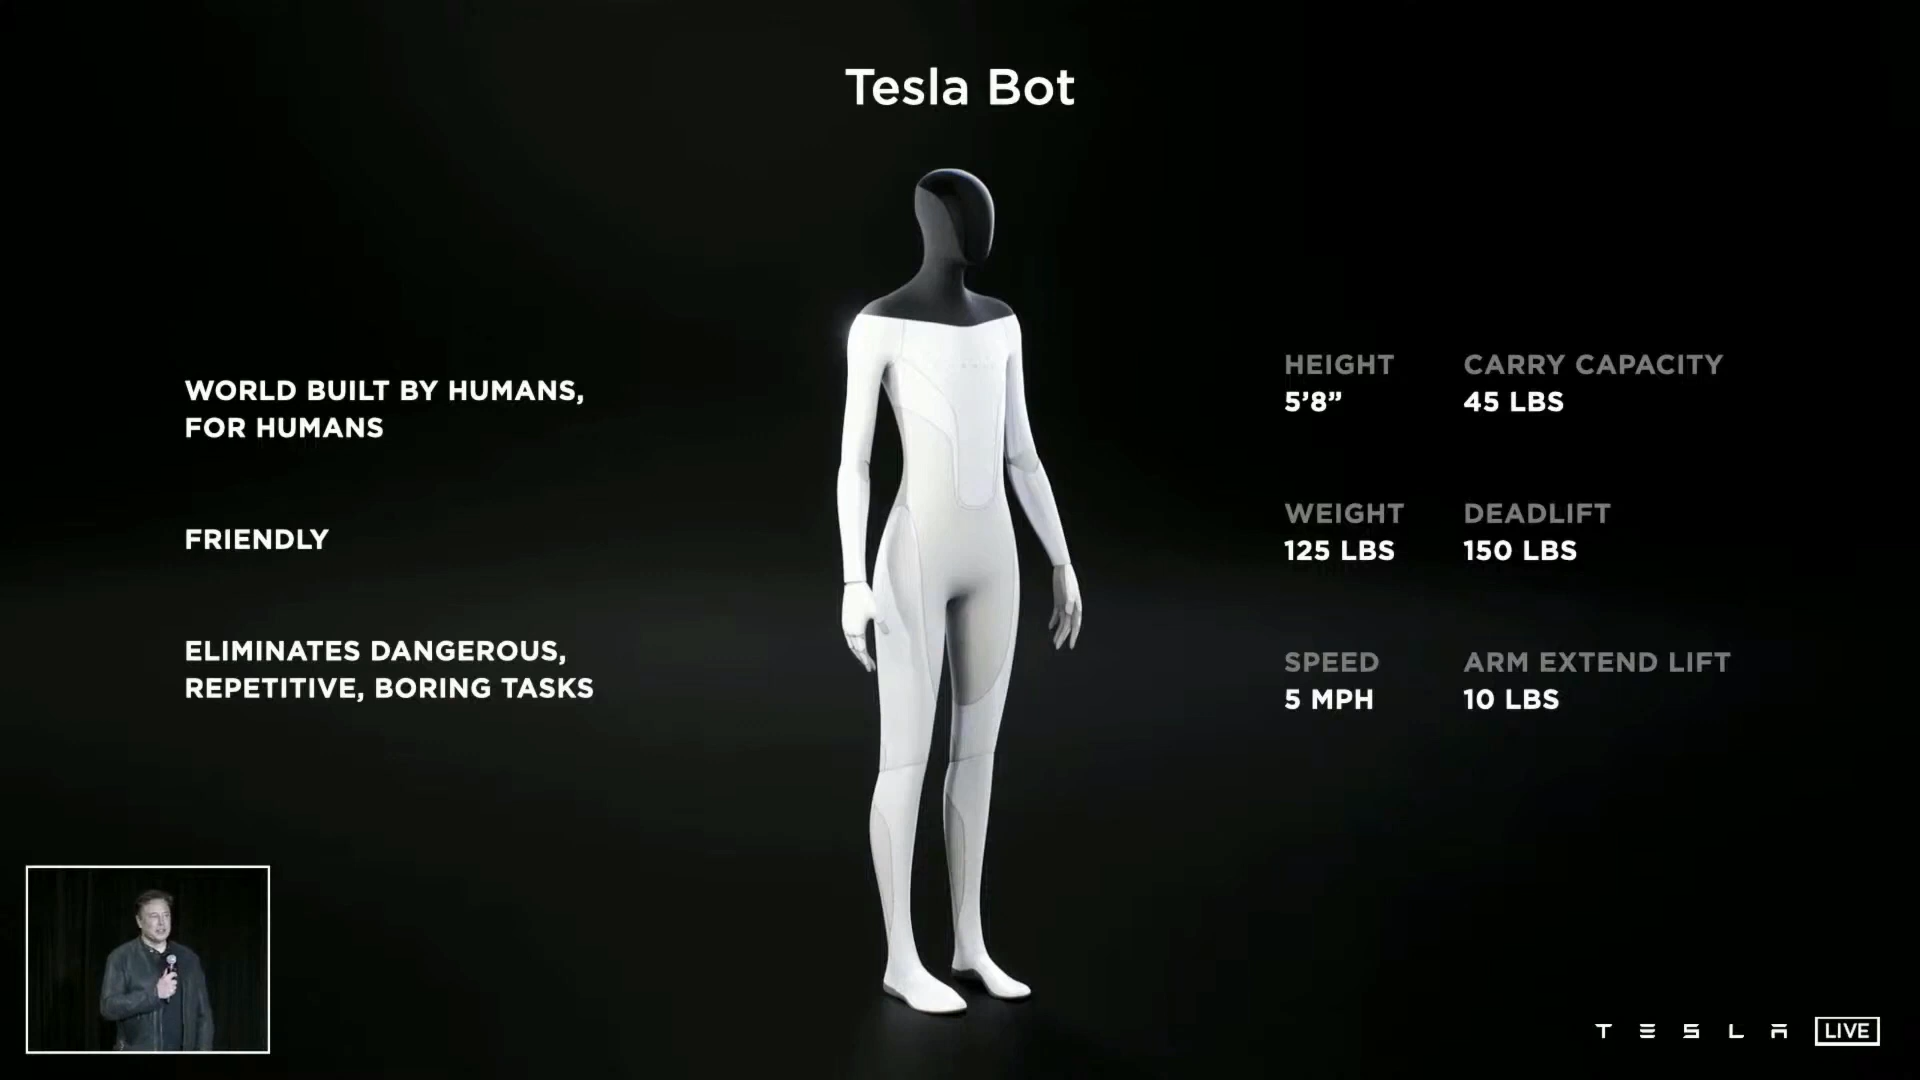 Tesla Bot
WORLD BUILT BY HUMANS,
FOR HUMANS
FRIENDLY
ELIMINATES DANGEROUS,
REPETITIVE, BORING TASKS
HEIGHT
5’8”
CARRY CAPACITY
45 LBS
WEIGHT
125 LBS
DEADLIFT
150 LBS
SPEED
5 MPH
ARM EXTEND LIFT
10 LBS
TESLA LIVE